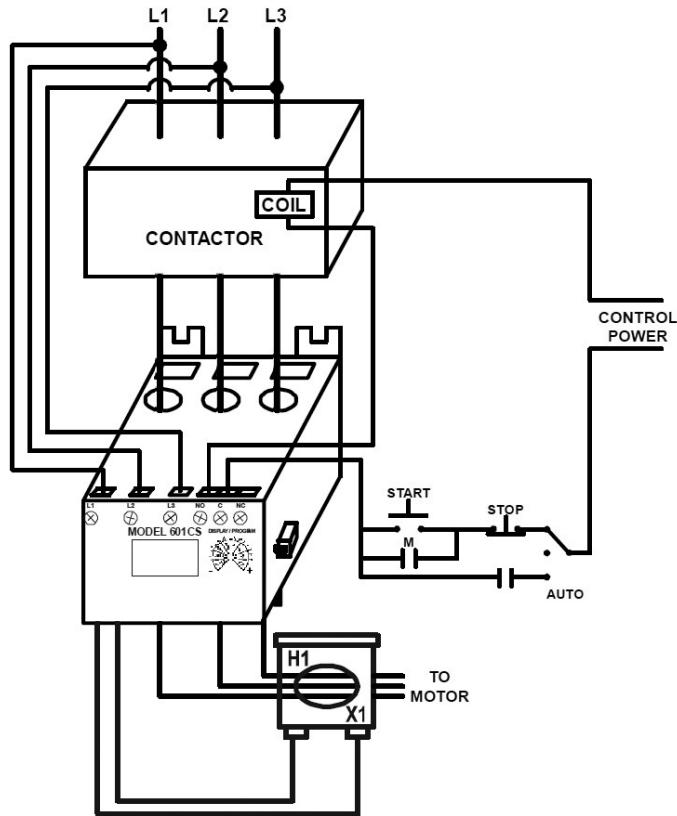 L1 L2 L3
COIL
CONTACTOR
CONTROL
POWER
START
STOP
M
AUTO
L1 L2 L3 NO C NC
MODEL 601CS DISPLAY / PROGRAM
- +
H1
X1
TO
MOTOR